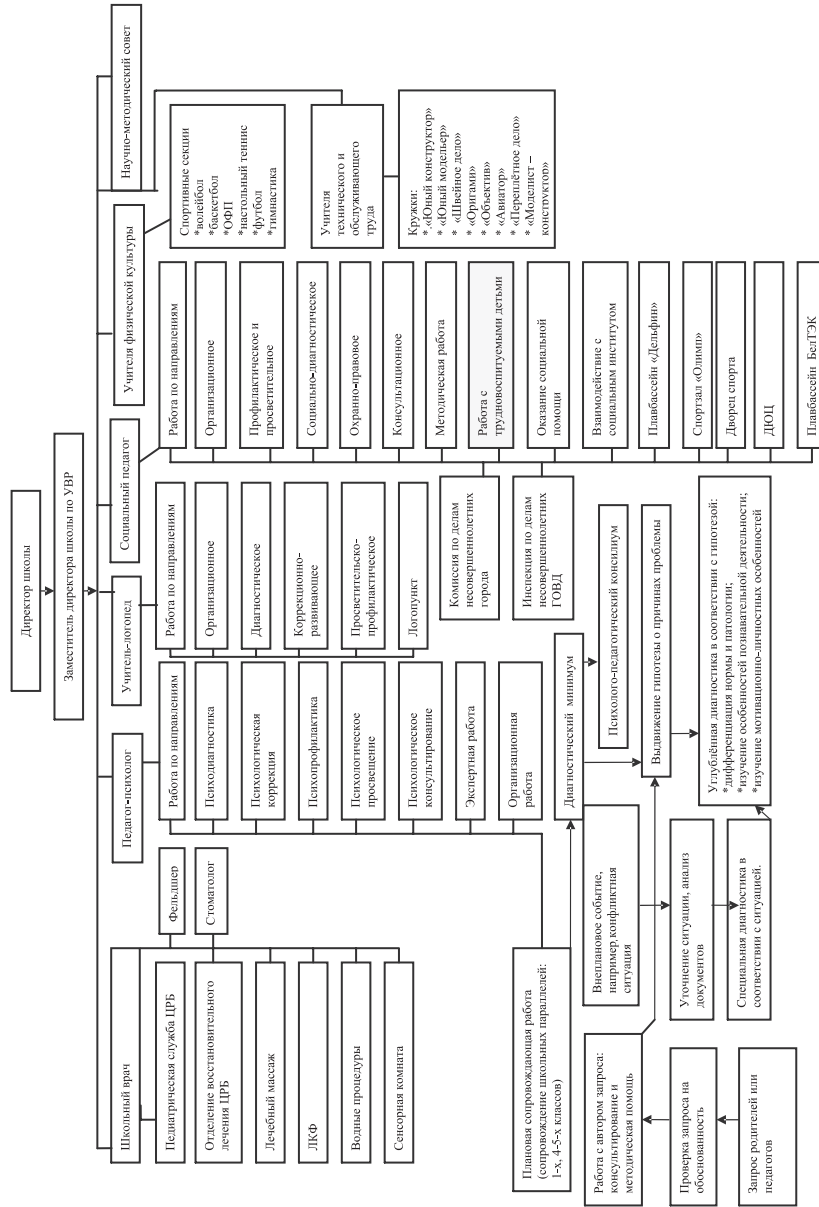 Директор школы
Заместитель директора школы по УВР
Школьный врач
Педагог-психолог
Учитель-логопед
Социальный педагог
Учителя физической культуры
Научно-методический совет
Фельдшер
Стоматолог
Педиатрическая служба ЦРБ
Отделение восстановительного
лечения ЦРБ
Лечебный массаж
ЛКФ
Водные процедуры
Сенсорная комната
Работа по направлениям
Психодиагностика
Психологическая
коррекция
Психопрофилактика
Психологическое
просвещение
Психологическое
консультирование
Экспертная работа
Организационная
работа
Работа по направлениям
Организационное
Диагностическое
Коррекционно-
развивающее
Просветительско-
профилактическое
Логопункт
Работа по направлениям
Организационное
Профилактическое и
просветительное
Социально-диагностическое
Охранно-правовое
Консультационное
Методическая работа
Работа с
трудновоспитуемыми детьми
Оказание социальной
помощи
Взаимодействие с
социальным институтом
Плавбассейн «Дельфин»
Спортзал «Олимп»
Дворец спорта
ДЮЦ
Плавбассейн БелТЭК
Комиссия по делам
несовершеннолетних
города
Инспекция по делам
несовершеннолетних
ГОВД
Спортивные секции
*волейбол
*баскетбол
*ОФП
*настольный теннис
*футбол
*гимнастика
Учителя
технического и
обслуживающего
труда
Кружки:
* .«Юный конструктор»
* «Юный модельер»
* «Швейное дело»
* «Оригами»
* «Объектив»
* «Авиатор»
* «Переплётное дело»
* «Моделист –
конструктор»
Плановая сопровождающая работа
(сопровождение школьных параллелей:
1-х, 4-5-х классов)
Диагностический минимум
Психолого-педагогический консилиум
Внеплановое событие,
например, конфликтная
ситуация
Выдвижение гипотезы о причинах проблемы
Работа с автором запроса:
консультирование и
методическая помощь
Уточнение ситуации, анализ
документов
Проверка запроса на
обоснованность
Специальная диагностика в
соответствии с ситуацией.
Углублённая диагностика в соответствии с гипотезой:
*дифференциация нормы и патологии;
*изучение особенностей познавательной деятельности;
*изучение мотивационно-личностных особенностей
Запрос родителей или
педагогов